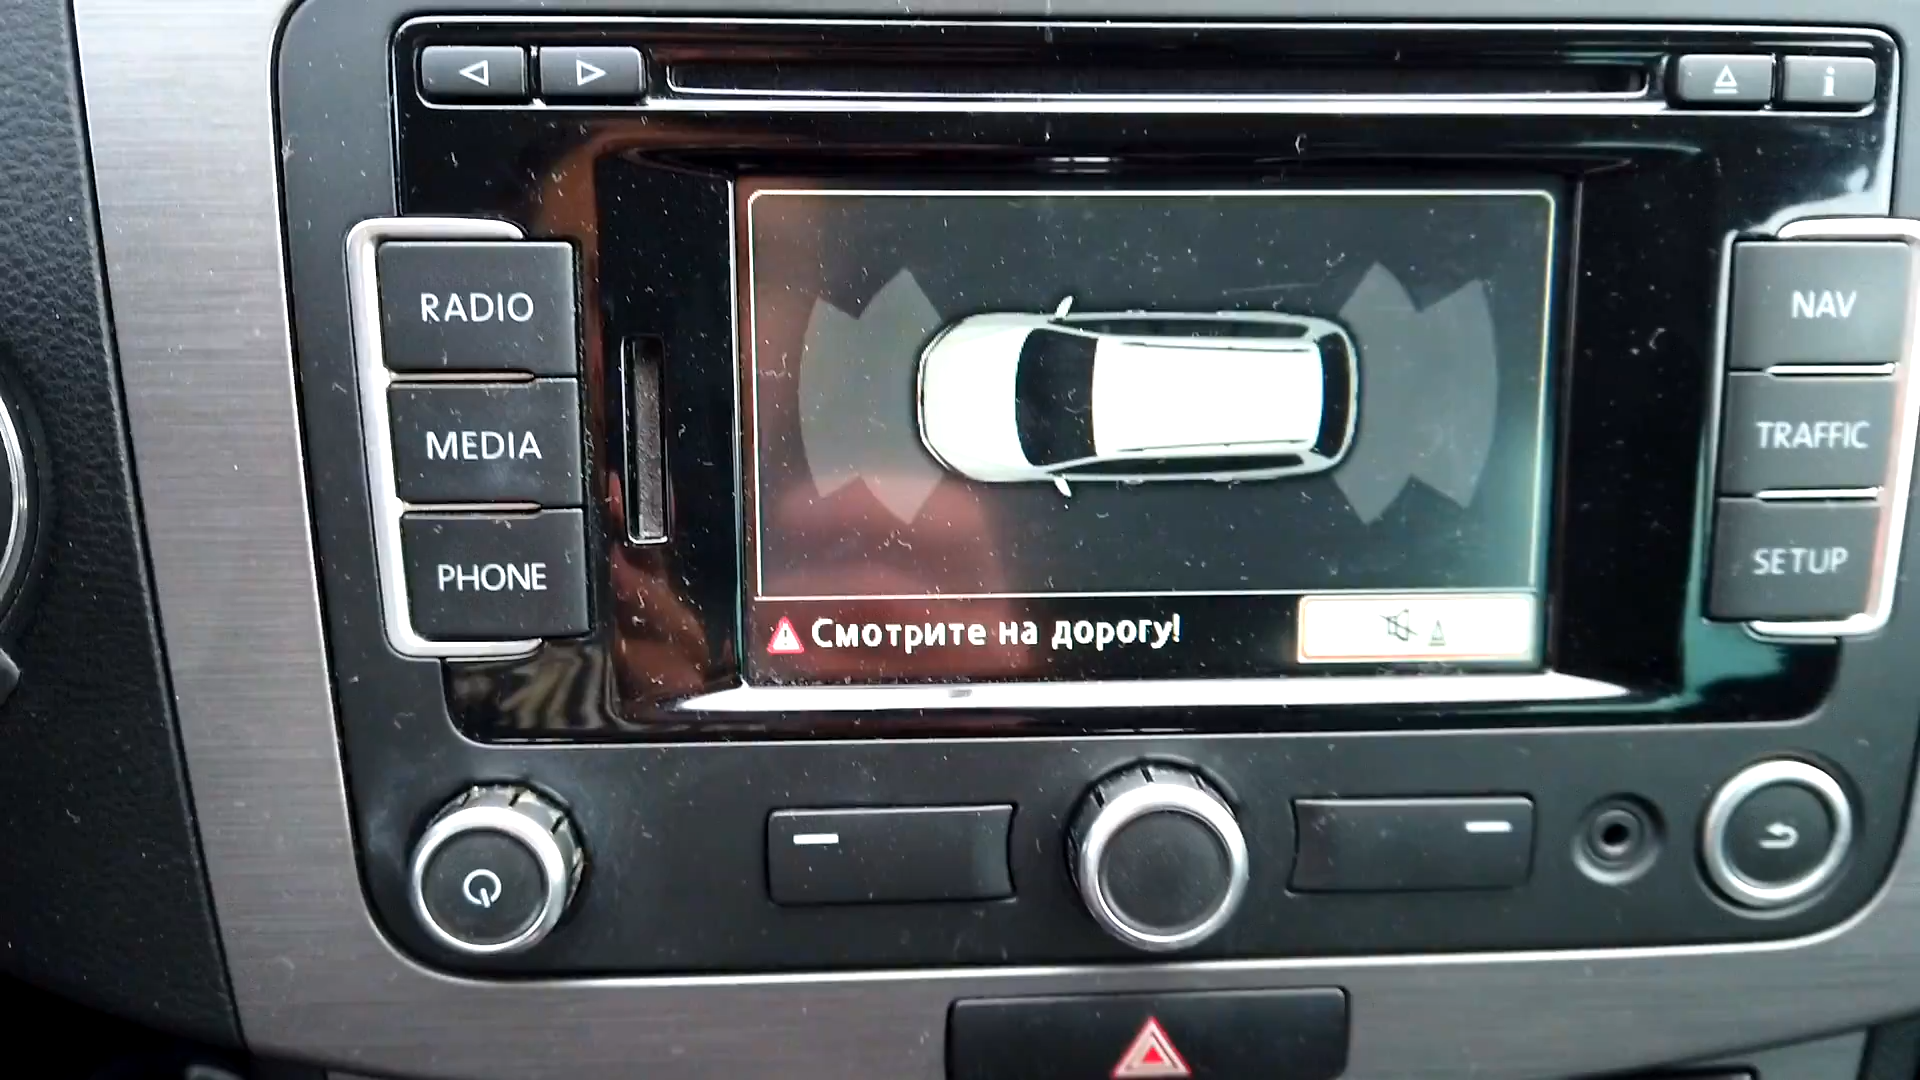 i
RADIO
NAV
MEDIA
TRAFFIC
PHONE
SETUP
Смотрите на дорогу!